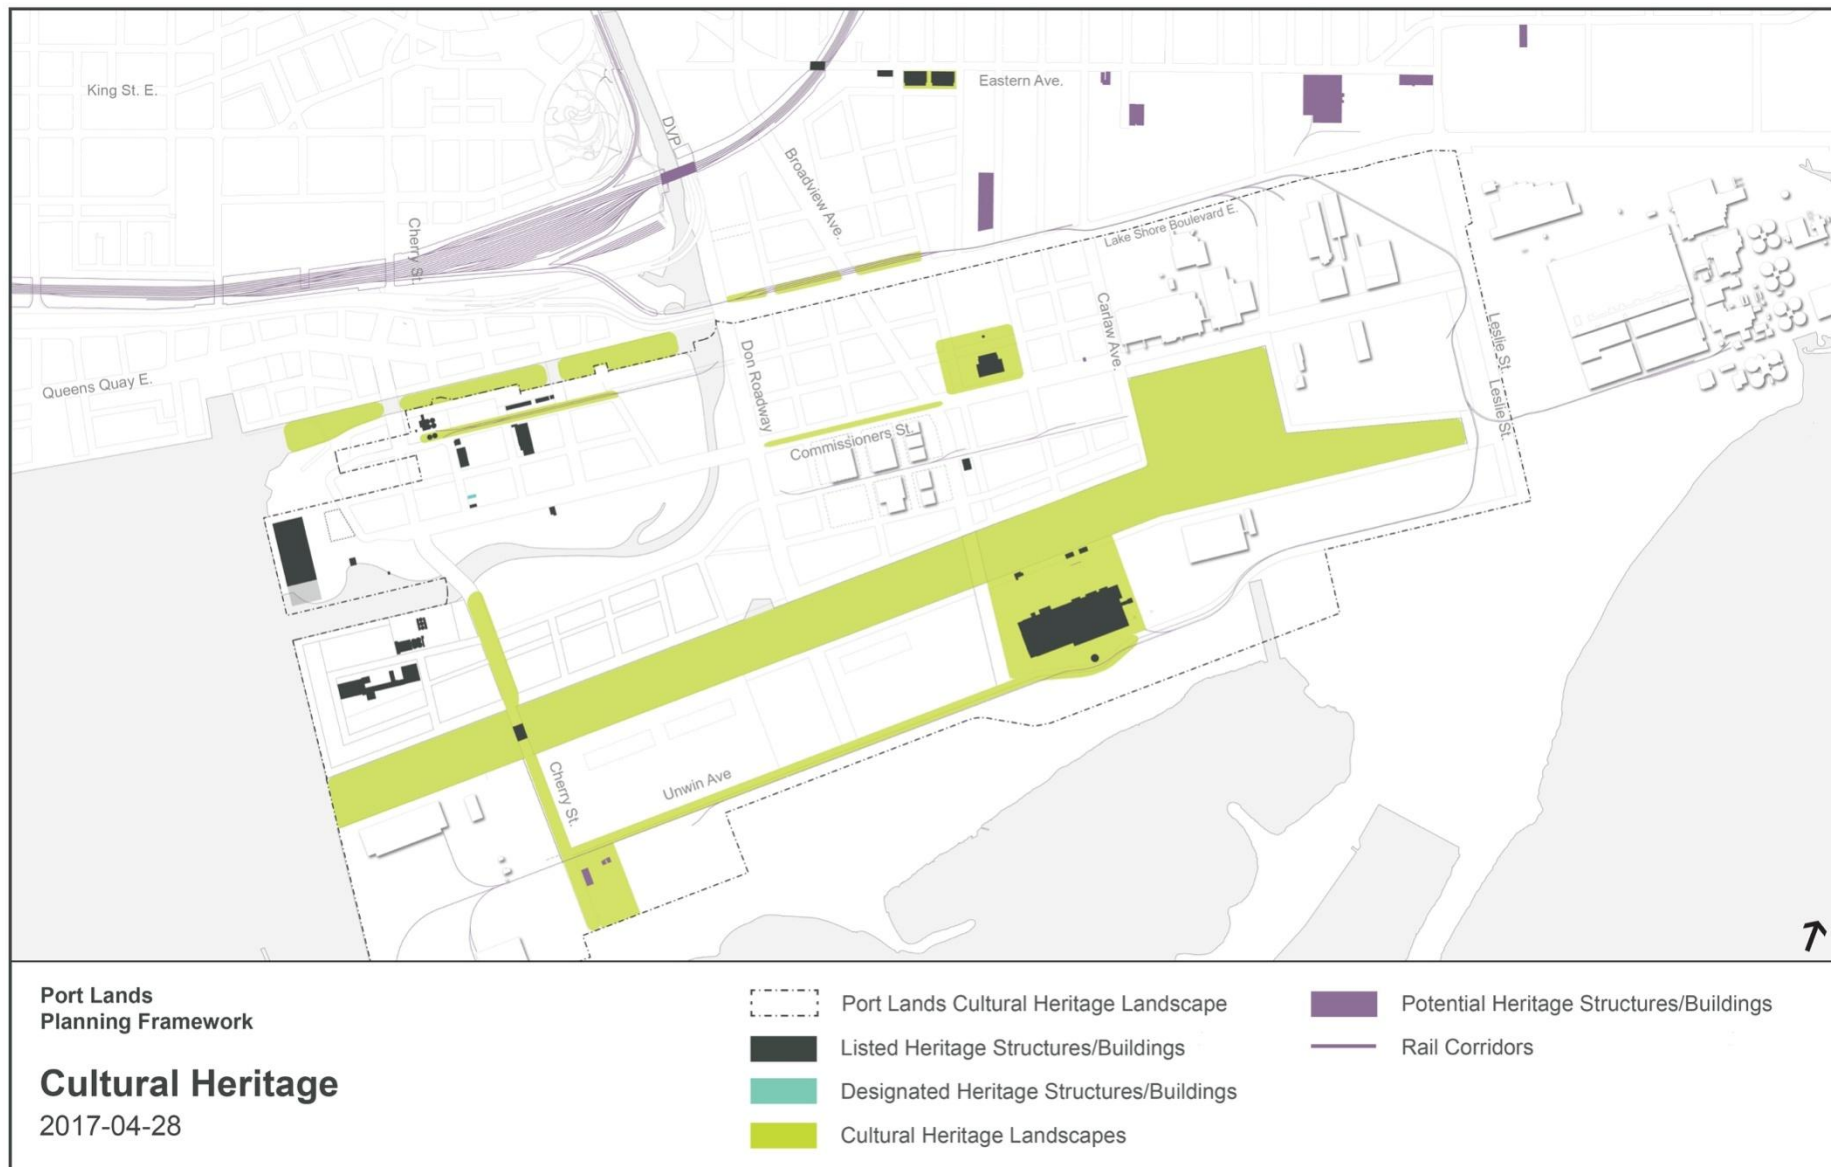 King St. E.
Eastern Ave.
DVP
Broadview Ave.
Cherry St.
Lake Shore Boulevard E.
Queens Quay E.
Don Roadway
Carlaw Ave.
Leslie St.
Leslie St.
Commissioners St.
Cherry St.
Unwin Ave
Port Lands
Planning Framework
Cultural Heritage
2017-04-28
Port Lands Cultural Heritage Landscape
Listed Heritage Structures/Buildings
Designated Heritage Structures/Buildings
Cultural Heritage Landscapes
Potential Heritage Structures/Buildings
Rail Corridors